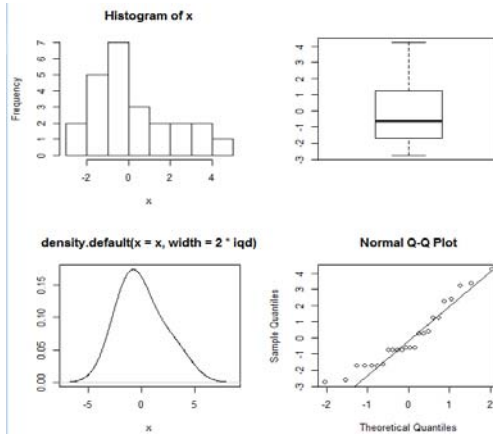 Histogram of x
Frequency
0 1 2 3 4 5 6 7
-2 0 2 4
x
-3 -2 -1 0 1 2 3 4
density.default(x = x, width = 2 * iqd)
0.00 0.05 0.10 0.15
-5 0 5
x
Normal Q-Q Plot
Sample Quantiles
-3 -2 -1 0 1 2 3 4
-2 -1 0 1 2
Theoretical Quantiles